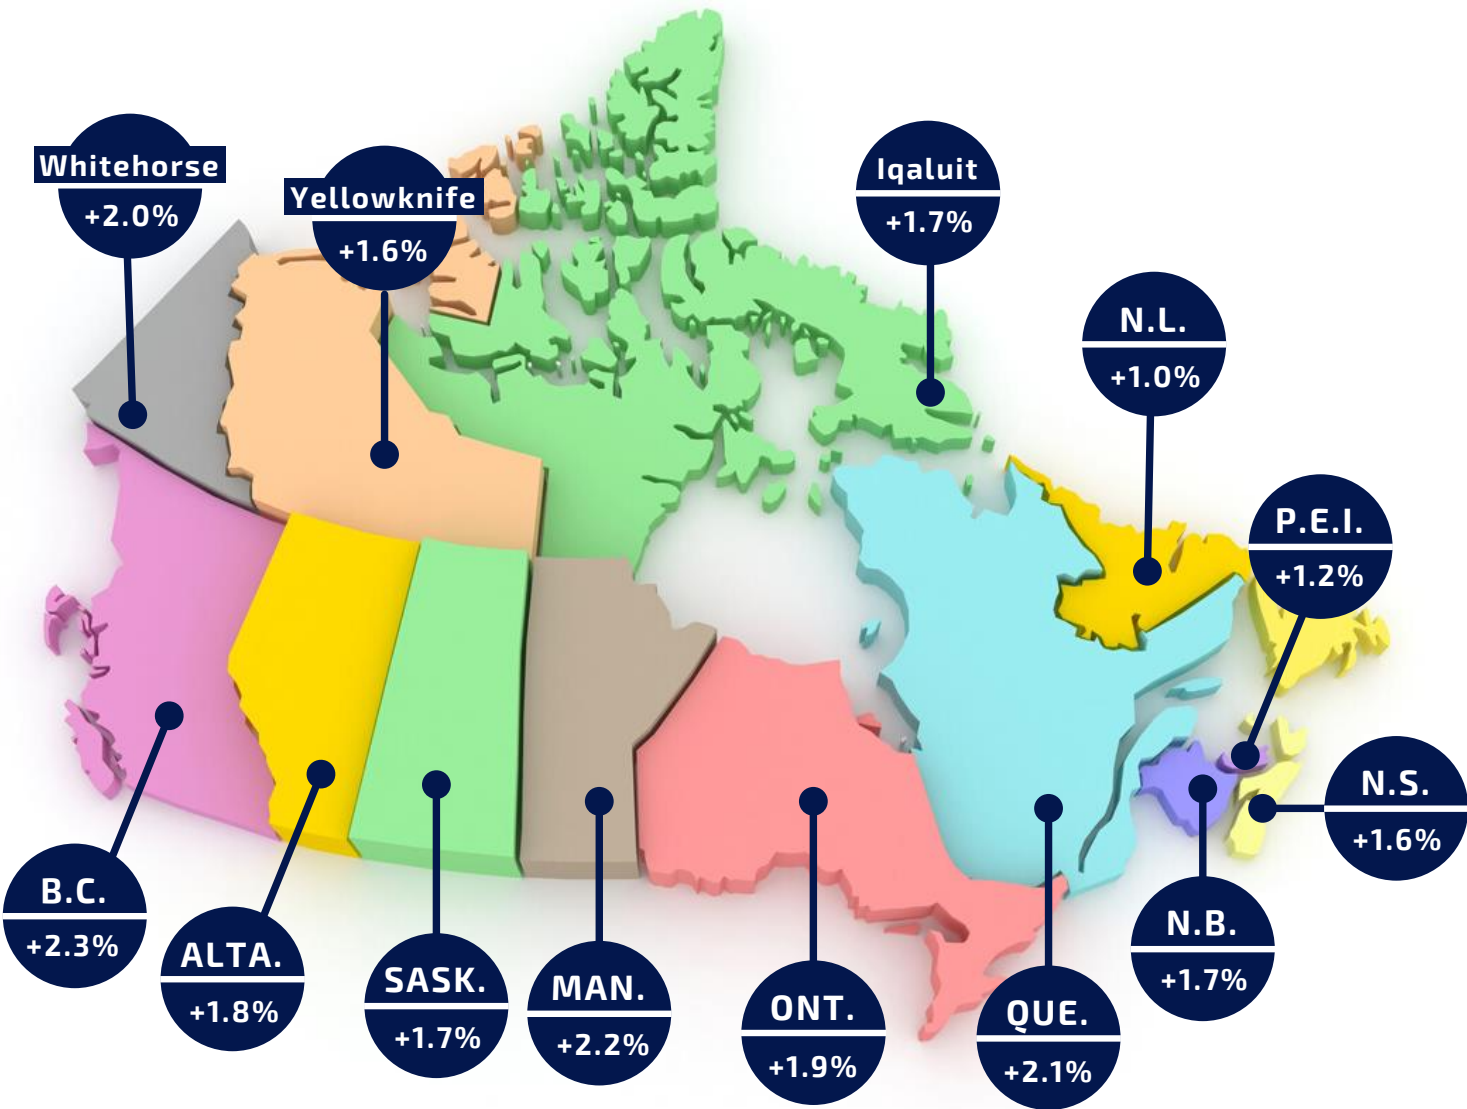 Whitehorse
+2.0%
Yellowknife
+1.6%
Iqaluit
+1.7%
N.L.
+1.0%
P.E.I.
+1.2%
N.S.
+1.6%
B.C.
+2.3%
ALTA.
+1.8%
SASK.
+1.7%
MAN.
+2.2%
ONT.
+1.9%
QUE.
+2.1%
N.B.
+1.7%